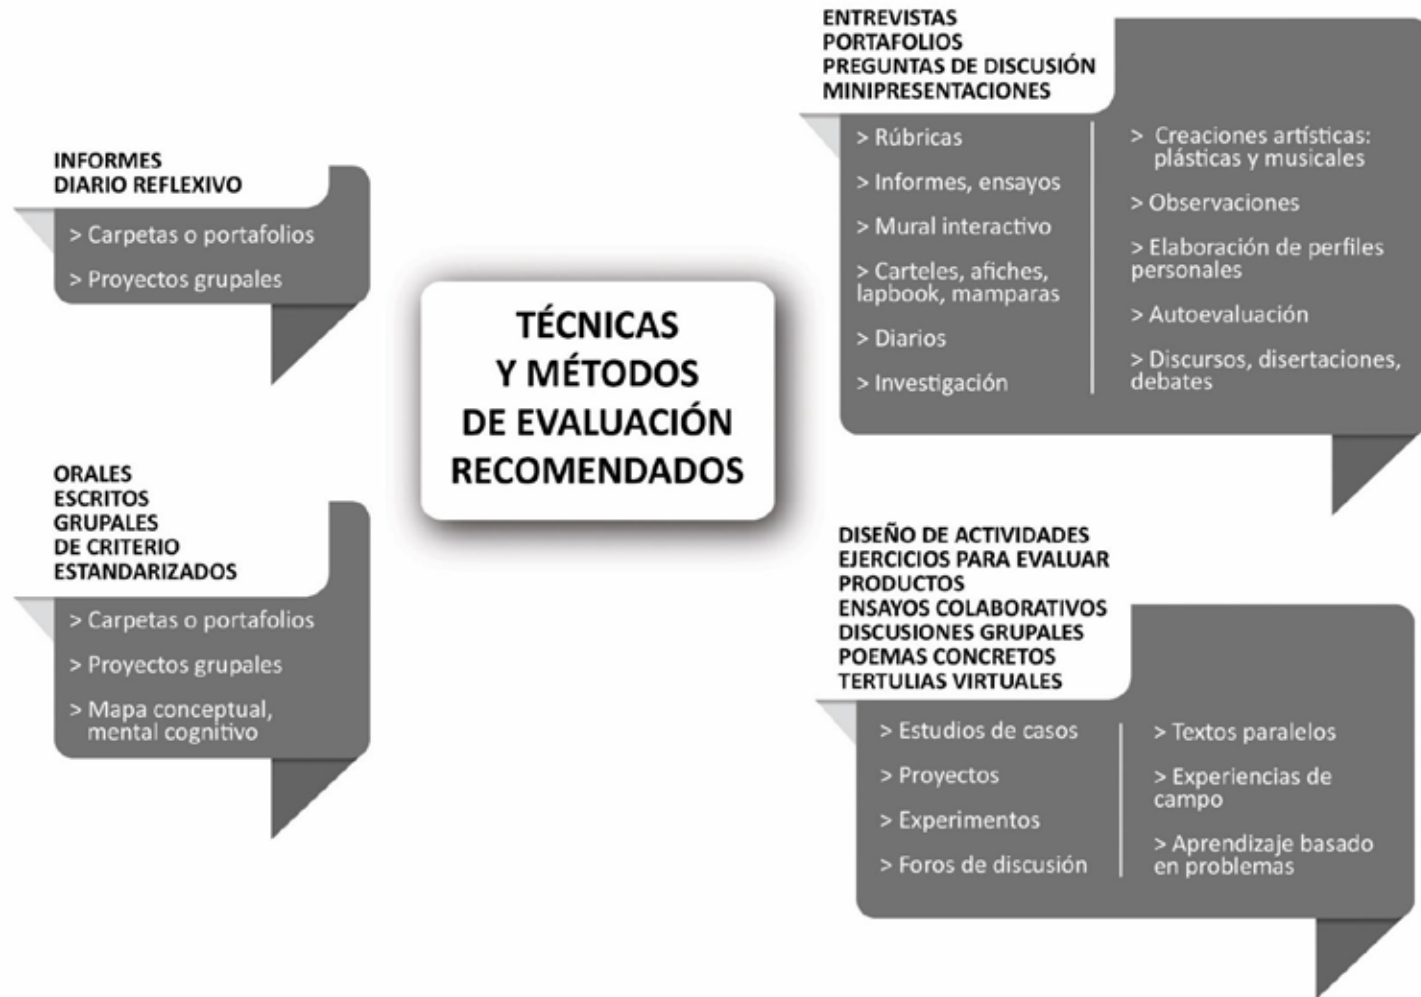 INFORMES
DIARIO REFLEXIVO
> Carpetas o portafolios
> Proyectos grupales
ORALES
ESCRITOS
GRUPALES
DE CRITERIO
ESTANDARIZADOS
> Carpetas o portafolios
> Proyectos grupales
> Mapa conceptual,
mental cognitivo
TÉCNICAS
Y MÉTODOS
DE EVALUACIÓN
RECOMENDADOS
ENTREVISTAS
PORTAFOLIOS
PREGUNTAS DE DISCUSIÓN
MINIPRESENTACIONES
> Rúbricas
> Informes, ensayos
> Mural interactivo
> Carteles, afiches,
lapbook, mamparas
> Diarios
> Investigación
> Creaciones artísticas:
plásticas y musicales
> Observaciones
> Elaboración de perfiles
personales
> Autoevaluación
> Discursos, disertaciones,
debates
DISEÑO DE ACTIVIDADES
EJERCICIOS PARA EVALUAR
PRODUCTOS
ENSAYOS COLABORATIVOS
DISCUSIONES GRUPALES
POEMAS CONCRETOS
TERTULIAS VIRTUALES
> Estudios de casos
> Proyectos
> Experimentos
> Foros de discusión
> Textos paralelos
> Experiencias de
campo
> Aprendizaje basado
en problemas